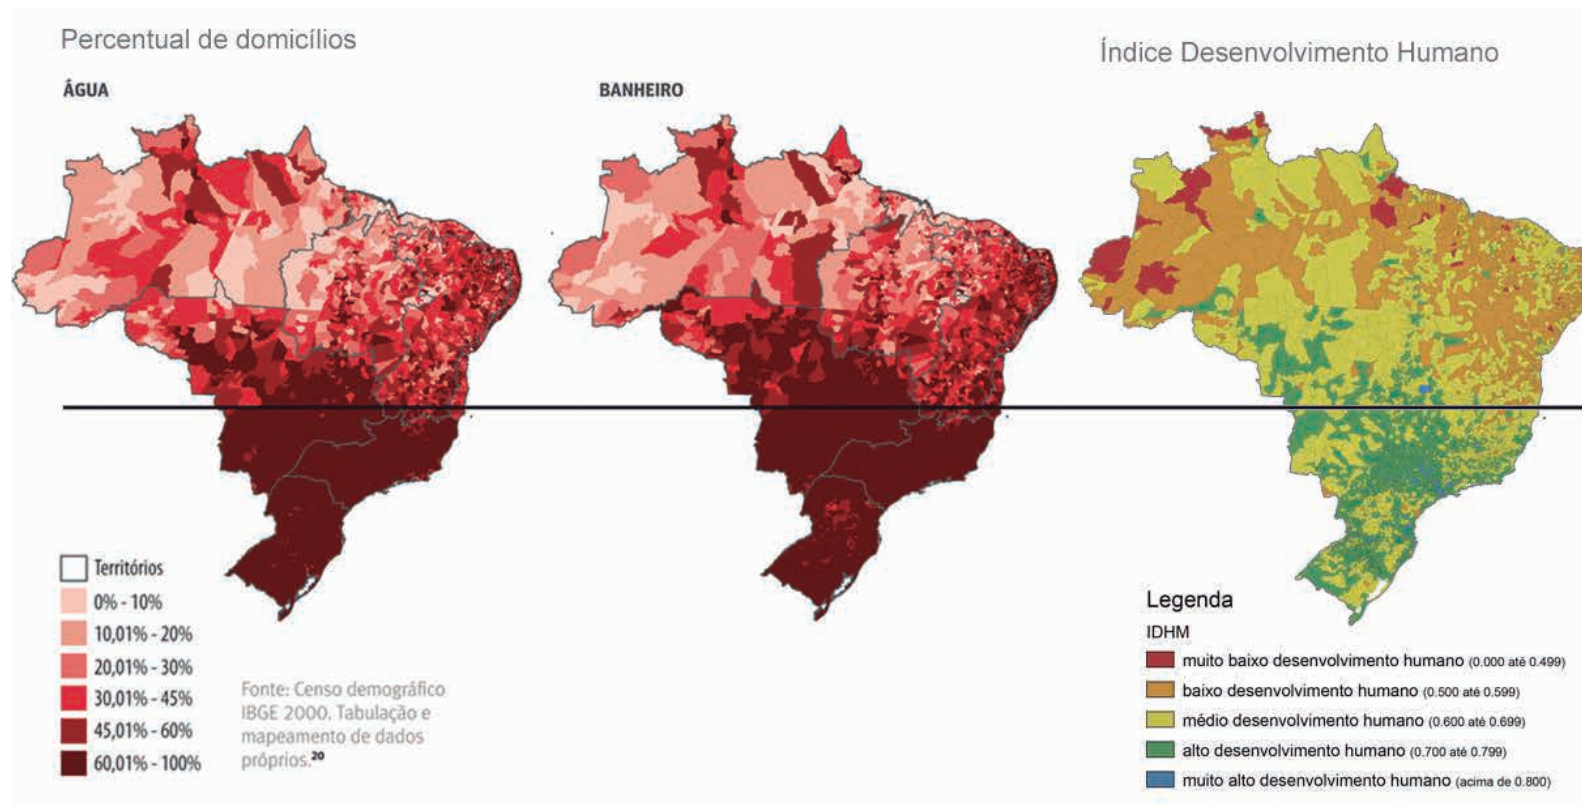 Percentual de domicílios
Índice Desenvolvimento Humano
ÁGUA
BANHEIRO
Territórios
0% - 10%
10,01% - 20%
20,01% - 30%
30,01% - 45%
45,01% - 60%
60,01% - 100%
Fonte: Censo demográfico
IBGE 2000. Tabulação e
mapeamento de dados
próprios.²⁰
Legenda
IDHM
muito baixo desenvolvimento humano (0.000 até 0.499)
baixo desenvolvimento humano (0.500 até 0.599)
médio desenvolvimento humano (0.600 até 0.699)
alto desenvolvimento humano (0.700 até 0.799)
muito alto desenvolvimento humano (acima de 0.800)